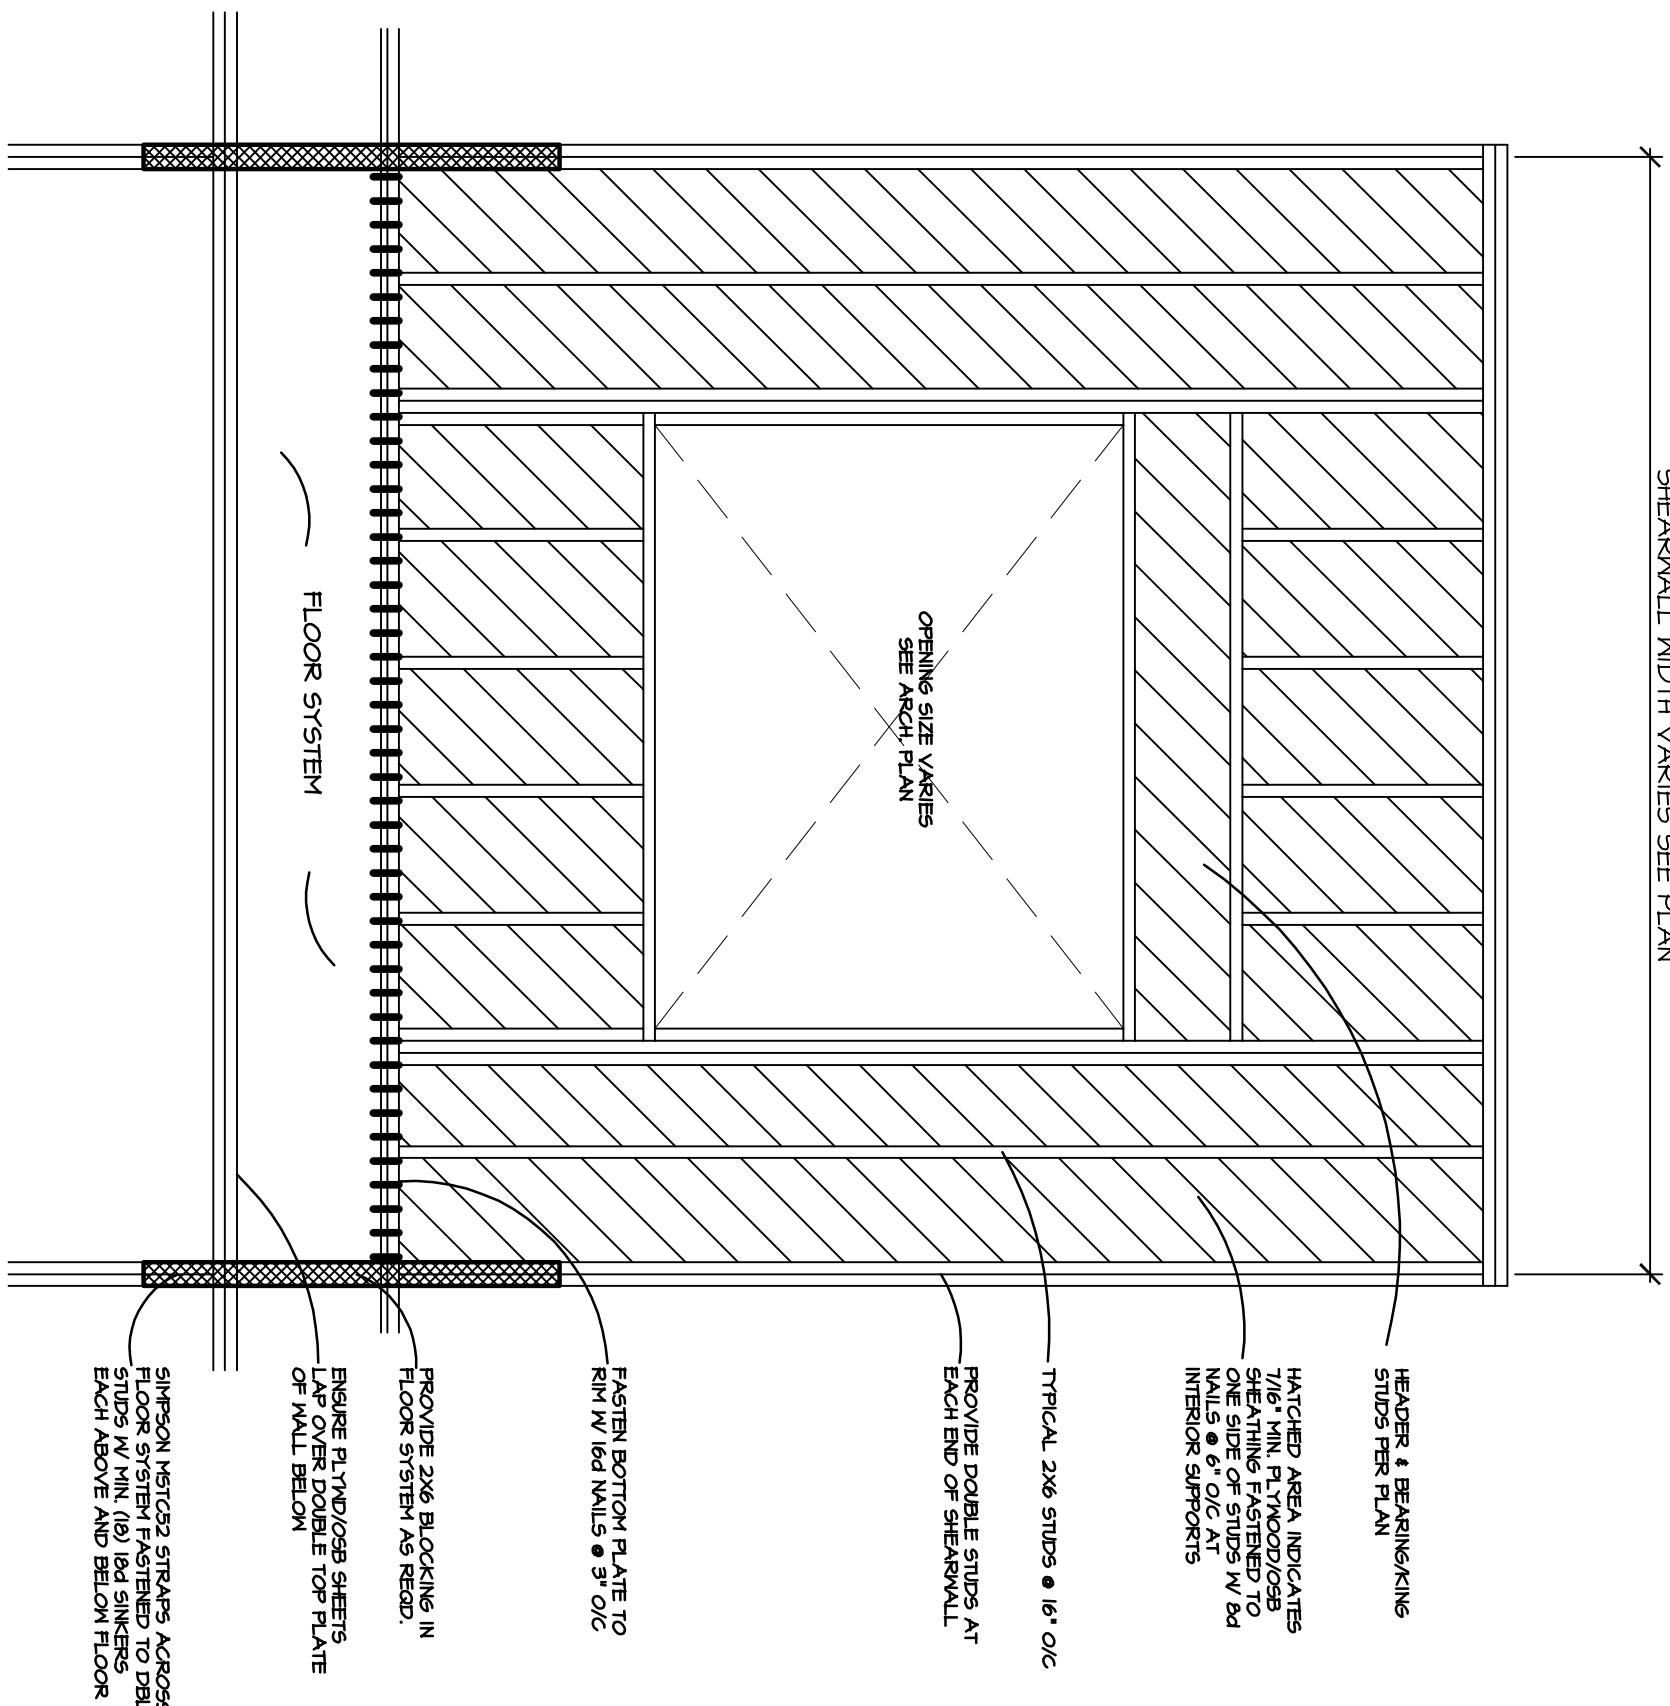 SHEARWALL WIDTH VARIES SEE PLAN
HEADER & BEARING/KING
STUDS PER PLAN
HATCHED AREA INDICATES
7/16" MIN. PLYWOOD/OSB
SHEATHING FASTENED TO
ONE SIDE OF STUDS W/ 8d
NAILS @ 6" O/C AT
INTERIOR SUPPORTS
TYPICAL 2X6 STUDS @ 16" O/C
PROVIDE DOUBLE STUDS AT
EACH END OF SHEARWALL
OPENING SIZE VARIES
SEE ARCH. PLAN
FASTEN BOTTOM PLATE TO
RIM W/ 16d NAILS @ 3" O/C
PROVIDE 2X6 BLOCKING IN
FLOOR SYSTEM AS REQD.
FLOOR SYSTEM
ENSURE PLYWD/OSB SHEETS
LAP OVER DOUBLE TOP PLATE
OF WALL BELOW
SIMPSON MSTC52 STRAPS ACROSS
FLOOR SYSTEM FASTENED TO DBL
STUDS W/ MIN. (18) 18d SINKERS
EACH ABOVE AND BELOW FLOOR